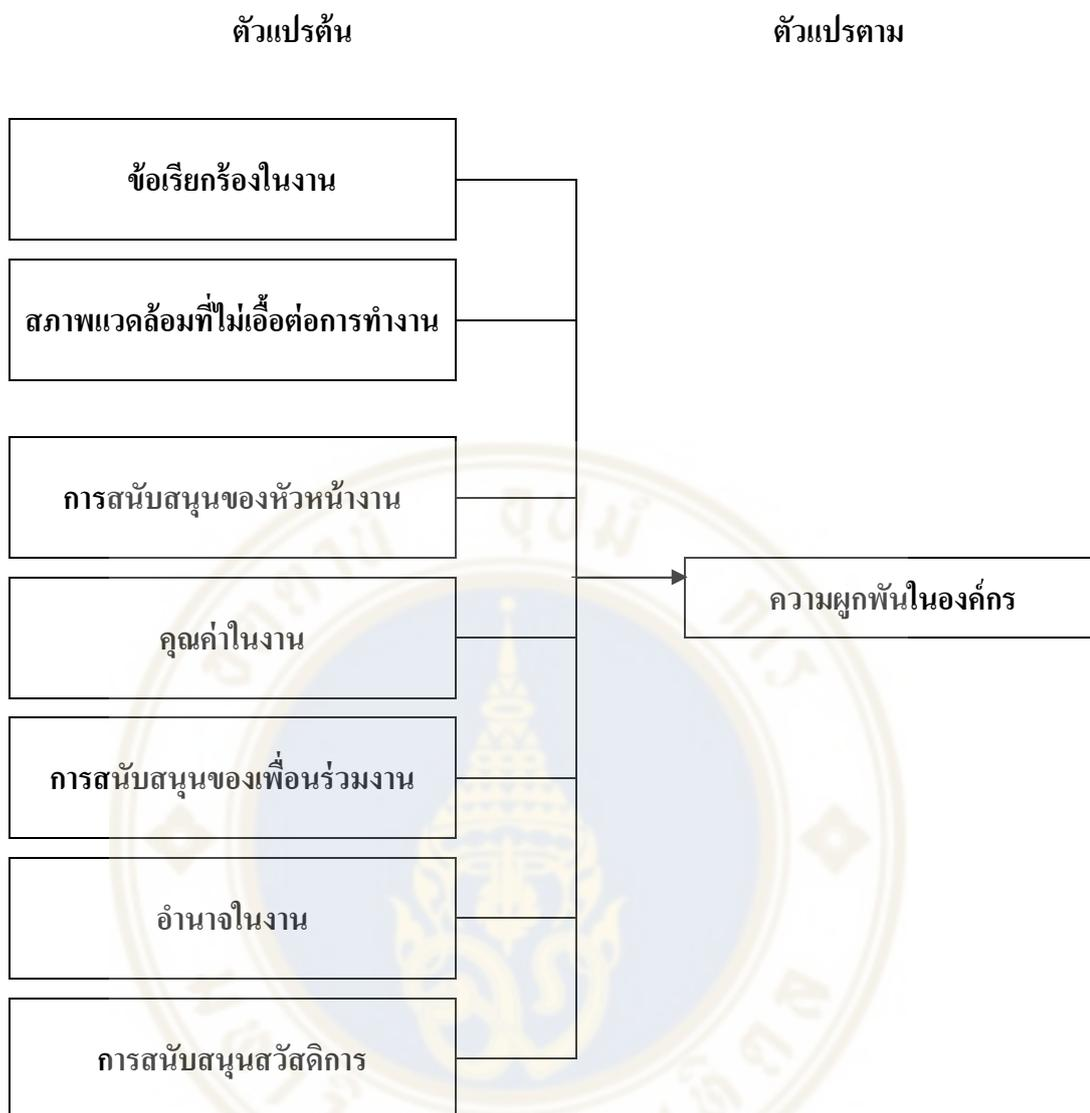 ตัวแปรต้น
ตัวแปรตาม
ข้อเรียกร้องในงาน
สภาพแวดล้อมที่ไม่เอื้อต่อการทำงาน
การสนับสนุนของหัวหน้างาน
คุณค่าในงาน
การสนับสนุนของเพื่อนร่วมงาน
อำนาจในงาน
การสนับสนุนสวัสดิการ
ความผูกพันในองค์กร